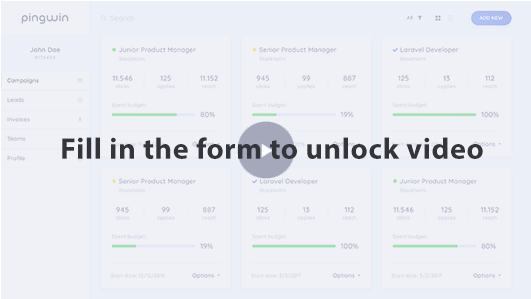 pingwin
Search
All
ADD NEW
John Doe
Campaigns
Leads
Invoices
Teams
Profile
Junior Product Manager
Stockholm
11.546 125 11.152
clicks applies reach
Spent budget:
80%
Senior Product Manager
Stockholm
945 99 887
clicks applies reach
Spent budget:
19%
Laravel Developer
Stockholm
125 13 112
clicks applies reach
Spent budget:
100%
Fill in the form to unlock video
Senior Product Manager
Stockholm
945 99 887
clicks applies reach
Spent budget:
19%
Options
Laravel Developer
Stockholm
125 13 112
clicks applies reach
Spent budget:
100%
Options
Junior Product Manager
Stockholm
11.546 125 11.152
clicks applies reach
Spent budget:
80%
Options